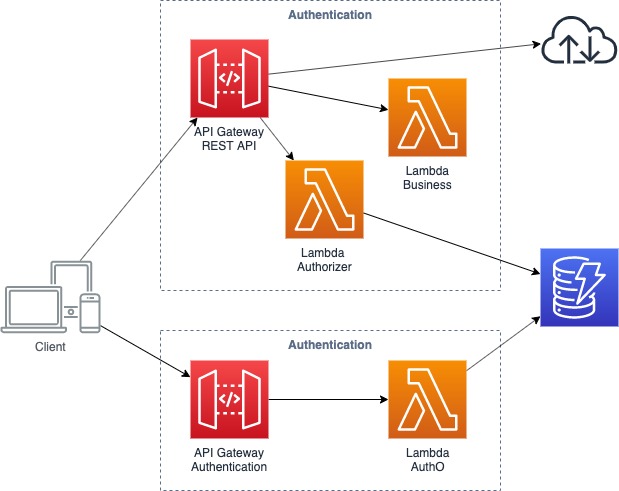 Authentication
API Gateway
REST API
Lambda
Business
Lambda
Authorizer
Client
Authentication
API Gateway
Authentication
Lambda
AuthO